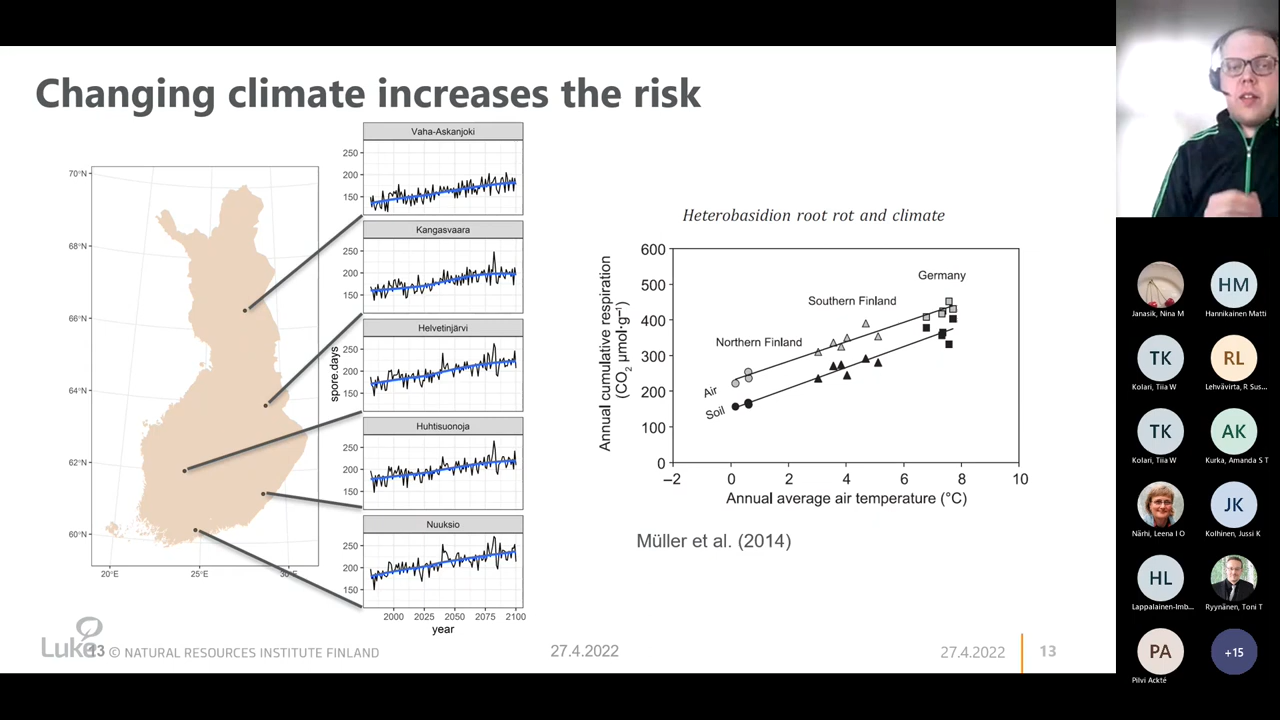 Changing climate increases the risk
70°N
68°N
66°N
64°N
62°N
60°N
20°E
25°E
30°E
spore.days
Vaha-Askanjoki
250
200
150
Kangasvaara
250
200
150
Helvetinjärvi
250
200
150
Huhtisuonoja
250
200
150
Nuuksio
250
200
150
2000 2025 2050 2075 2100
year
Heterobasidion root rot and climate
Annual cumulative respiration
(CO2 μmol·g–1)
600
500
400
300
200
100
0
Germany
Southern Finland
Northern Finland
Air
Soil
–2 0 2 4 6 8 10
Annual average air temperature (°C)
Müller et al. (2014)
Luke
13 © NATURAL RESOURCES INSTITUTE FINLAND
27.4.2022
27.4.2022
13
Janasik, Nina M
HM
Hannikainen Matti
TK
Kolari, Tiia W
RL
Lehvävirta, R Sus...
TK
Kolari, Tiia W
AK
Kurka, Amanda S T
Närhi, Leena I O
JK
Kolhinen, Jussi K
HL
Lappalainen-Imb...
Ryynänen, Toni T
PA
Pilvi Ackté
+15